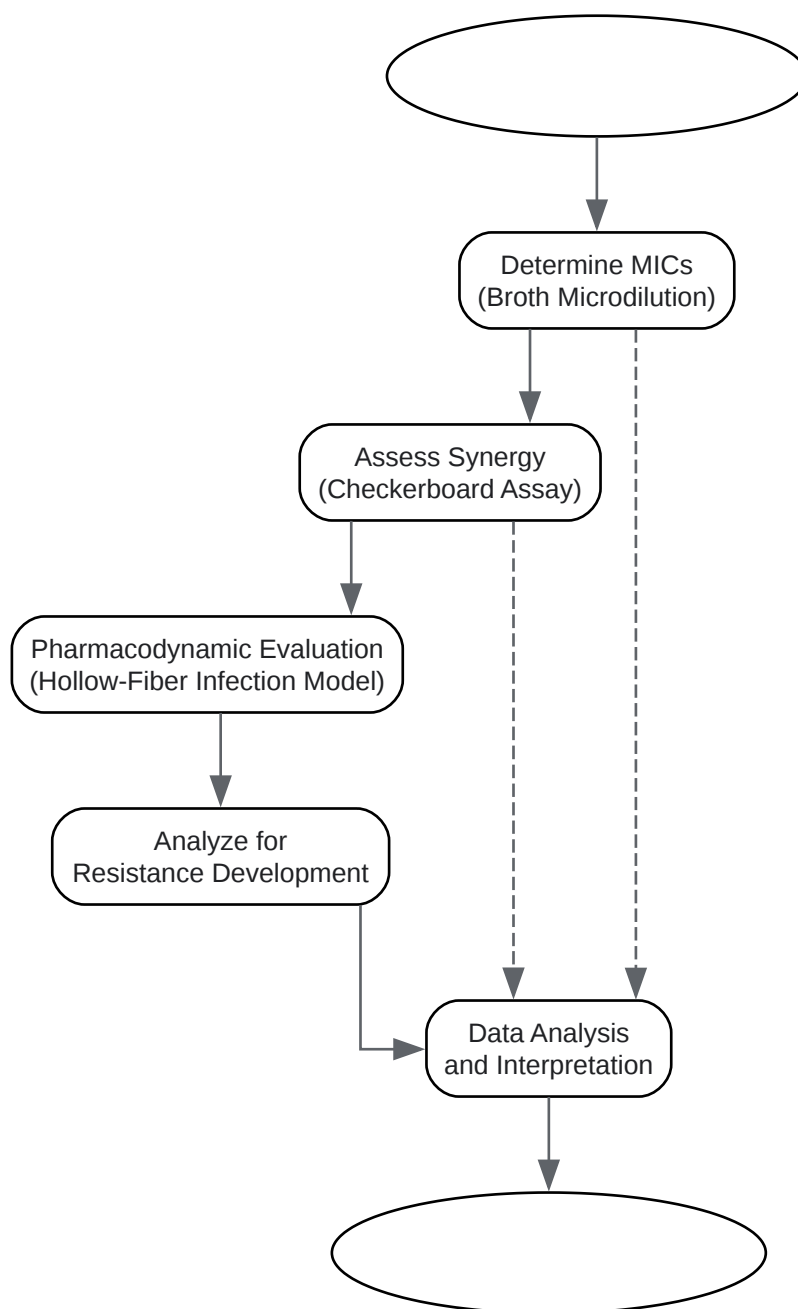 Determine MICs
(Broth Microdilution)
Assess Synergy
(Checkerboard Assay)
Pharmacodynamic Evaluation
(Hollow-Fiber Infection Model)
Analyze for
Resistance Development
Data Analysis
and Interpretation